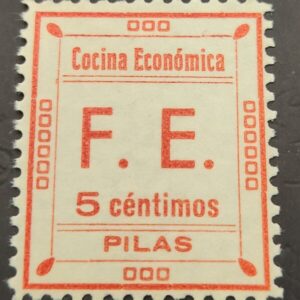 Cocina Económica
F. E.
5 céntimos
PILAS